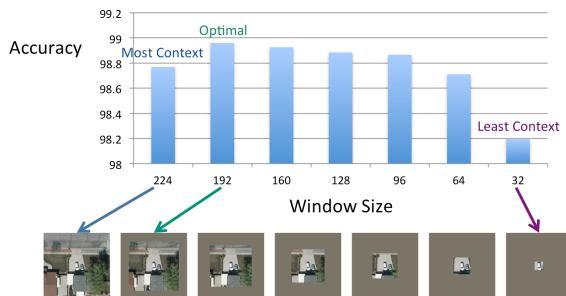 99.2
Optimal
99
Accuracy
Most Context
98.8
98.6
98.4
Least Context
98.2
98
224 192 160 128 96 64 32
Window Size